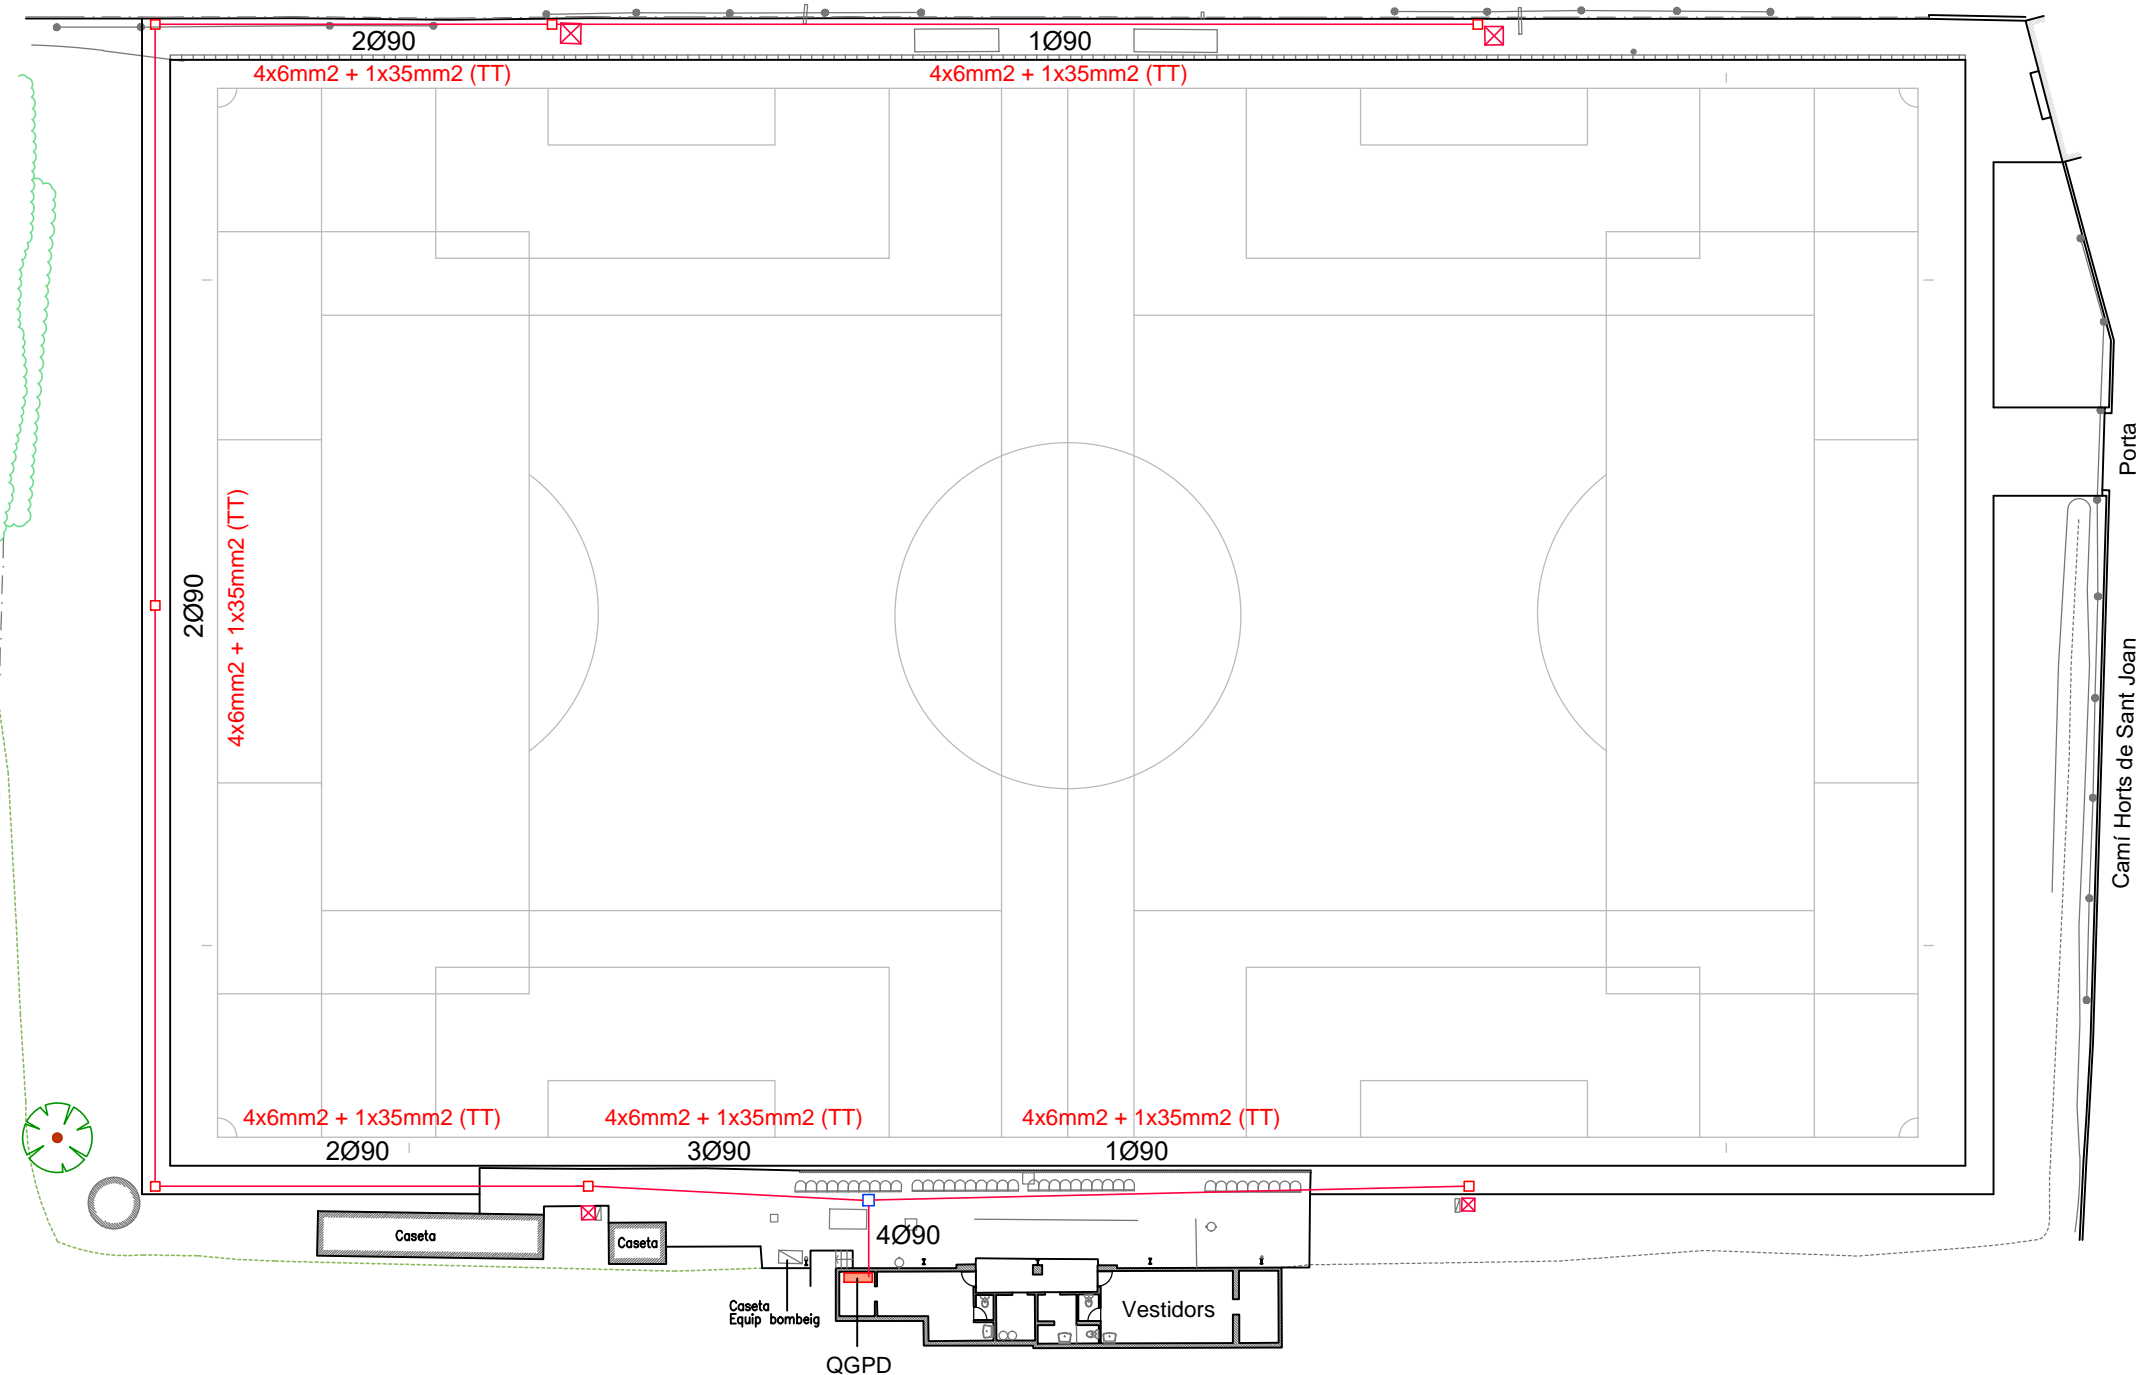 2Ø90
1Ø90
4x6mm2 + 1x35mm2 (TT)
4x6mm2 + 1x35mm2 (TT)
Porta
2Ø90
4x6mm2 + 1x35mm2 (TT)
Camí Horts de Sant Joan
4x6mm2 + 1x35mm2 (TT)
4x6mm2 + 1x35mm2 (TT)
4x6mm2 + 1x35mm2 (TT)
2Ø90
3Ø90
1Ø90
Caseta
Caseta
4Ø90
Caseta
Equip bombeig
Vestidors
QGPD